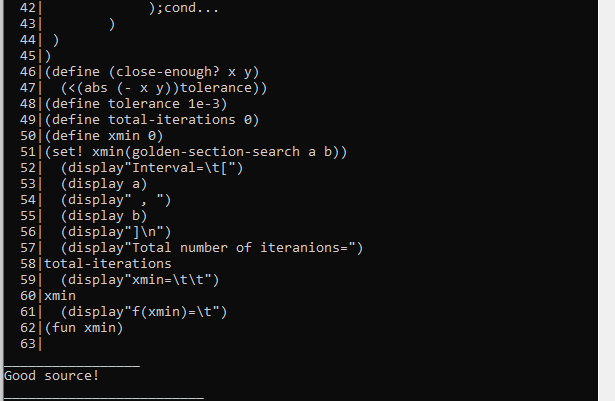 42|             );cond...
43|        )
44| )
45|)
46|(define (close-enough? x y)
47|  (<(abs (- x y))tolerance))
48|(define tolerance 1e-3)
49|(define total-iterations 0)
50|(define xmin 0)
51|(set! xmin(golden-section-search a b))
52|  (display"Interval=\t[")
53|  (display a)
54|  (display" , ")
55|  (display b)
56|  (display"]\n")
57|  (display"Total number of iteranions=")
58|total-iterations
59|  (display"xmin=\t\t")
60|xmin
61|  (display"f(xmin)=\t")
62|(fun xmin)
63|
_________________
Good source!
_________________________